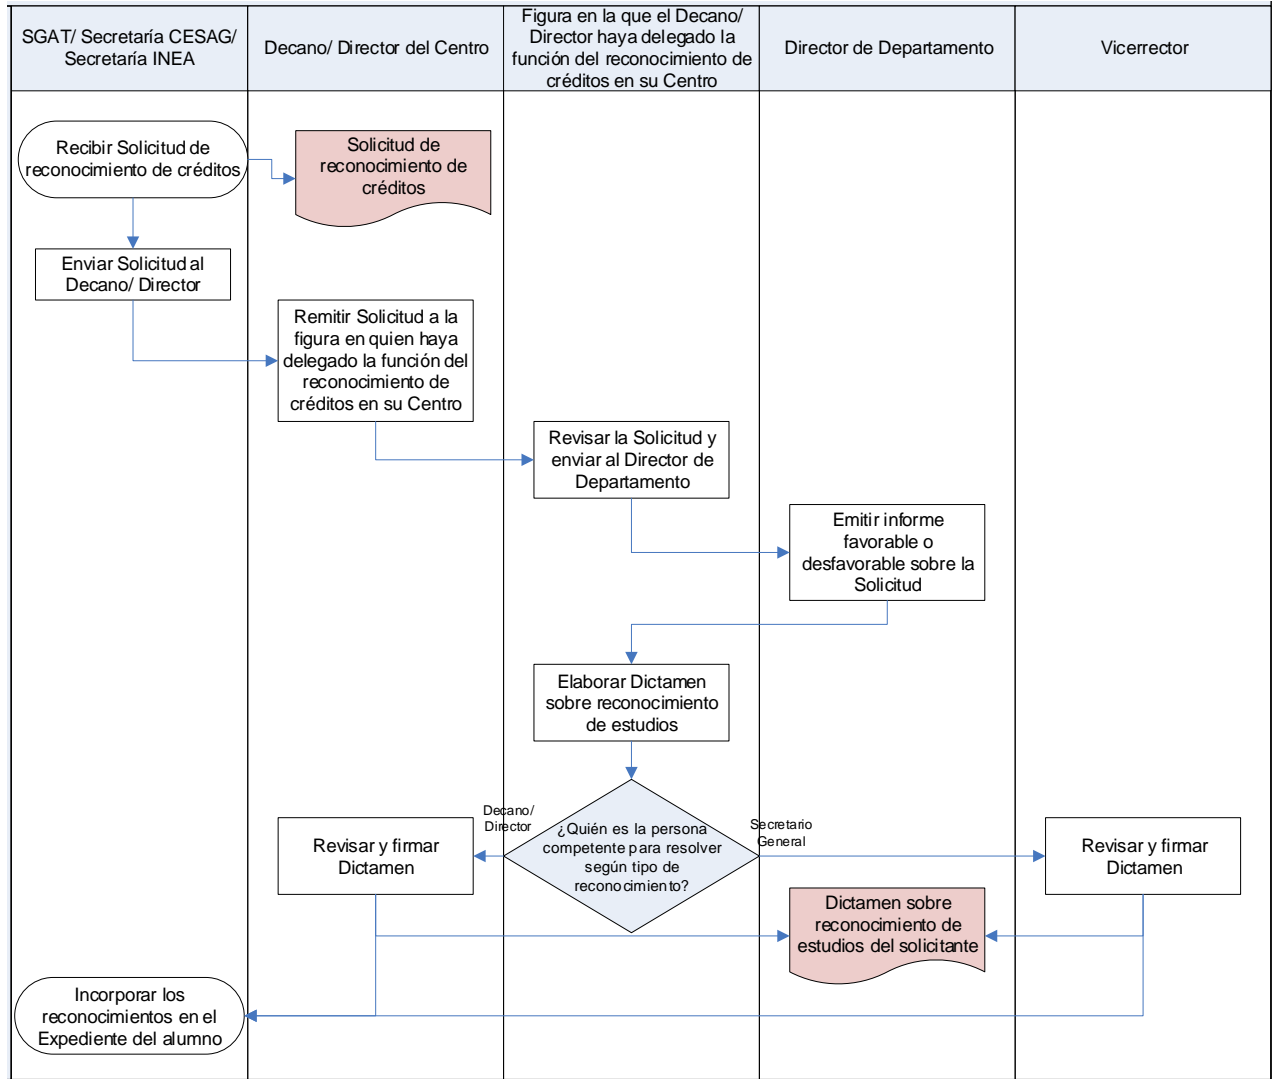 SGAT/ Secretaría CESAG/
Secretaría INEA
Decano/ Director del Centro
Figura en la que el Decano/
Director haya delegado la
función del reconocimiento de
créditos en su Centro
Director de Departamento
Vicerrector
Recibir Solicitud de
reconocimiento de créditos
Solicitud de
reconocimiento de
créditos
Enviar Solicitud al
Decano/ Director
Remitir Solicitud a la
figura en quien haya
delegado la función del
reconocimiento de
créditos en su Centro
Revisar la Solicitud y
enviar al Director de
Departamento
Emitir informe
favorable o
desfavorable sobre la
Solicitud
Elaborar Dictamen
sobre reconocimiento
de estudios
Decano/
Director
¿Quién es la persona
competente para resolver
según tipo de
reconocimiento?
Secretario
General
Revisar y firmar
Dictamen
Revisar y firmar
Dictamen
Dictamen sobre
reconocimiento de
estudios del solicitante
Incorporar los
reconocimientos en el
Expediente del alumno